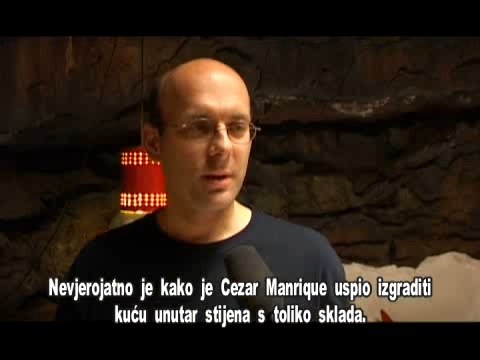 Nevjerojatno je kako je Cezar Manrique uspio izgraditi
kuću unutar stijena s toliko sklada.